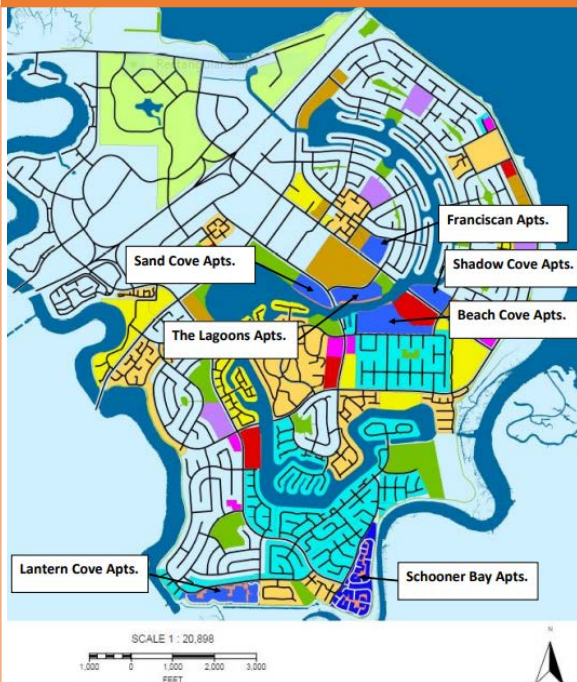 Franciscan Apts.
Sand Cove Apts.
Shadow Cove Apts.
Beach Cove Apts.
The Lagoons Apts.
Lantern Cove Apts.
Schooner Bay Apts.
SCALE 1 : 20,898
1,000 0 1,000 2,000 3,000
FEET
N